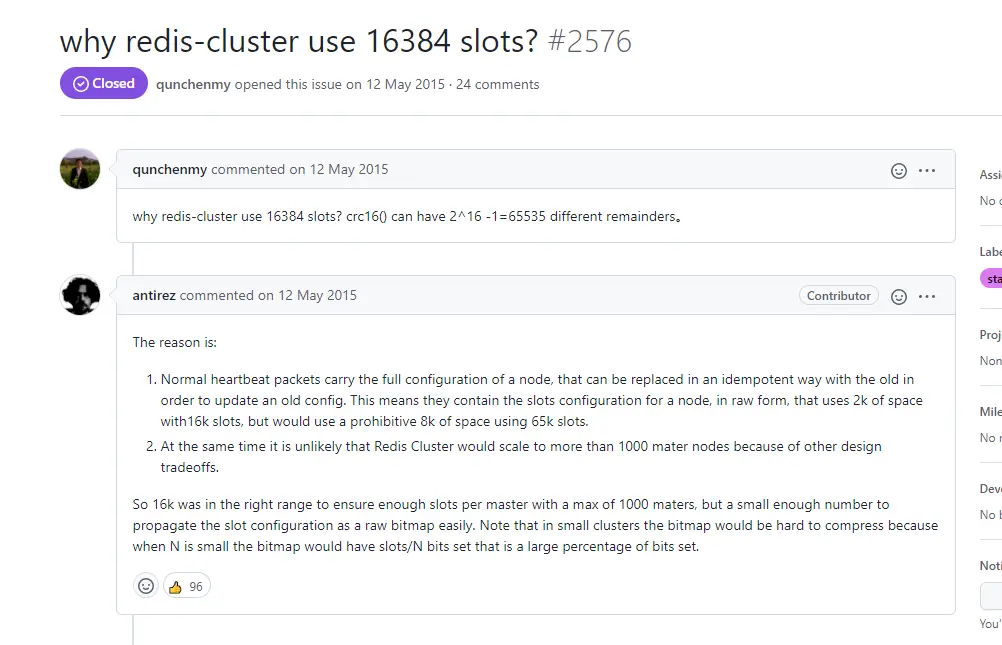 why redis-cluster use 16384 slots? #2576
Closed
qunchenmy opened this issue on 12 May 2015 · 24 comments
qunchenmy commented on 12 May 2015
why redis-cluster use 16384 slots? crc16() can have 2^16 -1=65535 different remainders。
antirez commented on 12 May 2015
Contributor
The reason is:
1. Normal heartbeat packets carry the full configuration of a node, that can be replaced in an idempotent way with the old in
order to update an old config. This means they contain the slots configuration for a node, in raw form, that uses 2k of space
with16k slots, but would use a prohibitive 8k of space using 65k slots.
2. At the same time it is unlikely that Redis Cluster would scale to more than 1000 mater nodes because of other design
tradeoffs.
So 16k was in the right range to ensure enough slots per master with a max of 1000 maters, but a small enough number to
propagate the slot configuration as a raw bitmap easily. Note that in small clusters the bitmap would be hard to compress because
when N is small the bitmap would have slots/N bits set that is a large percentage of bits set.
96
Assi
No
Labe
sta
Proj
Non
Mile
No
Dev
No
Noti
You'